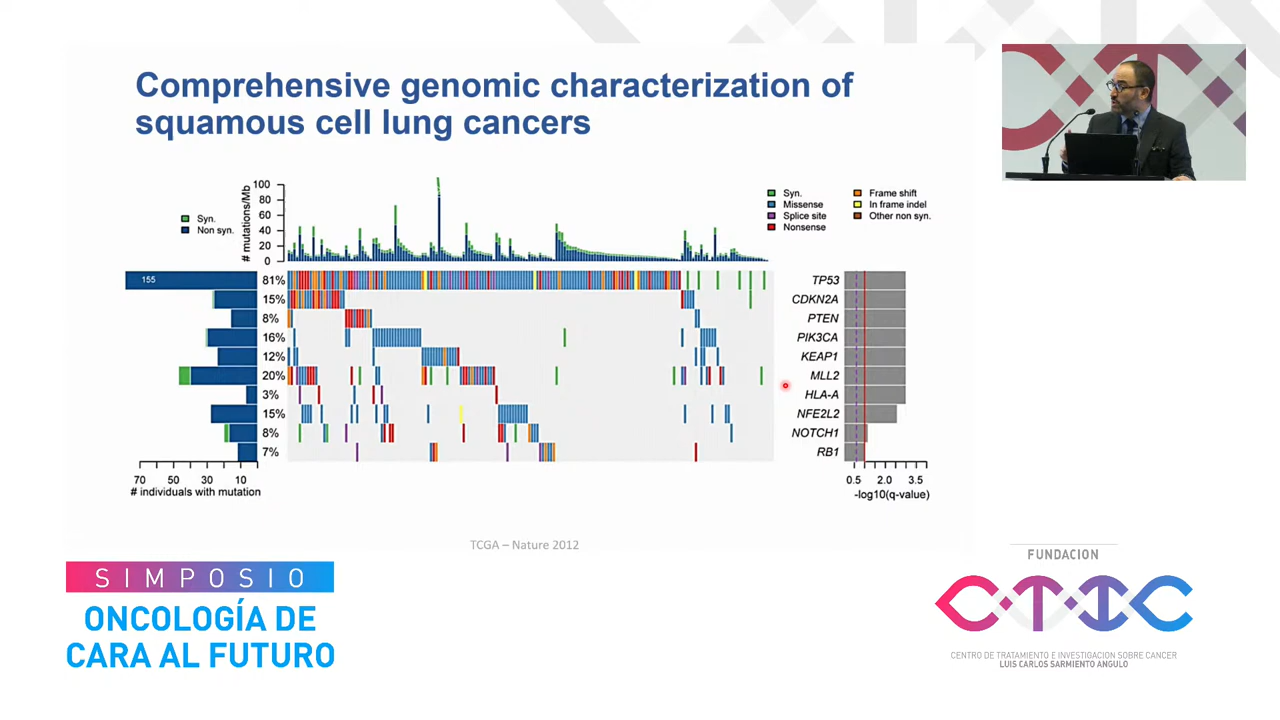 Comprehensive genomic characterization of
squamous cell lung cancers
# mutations/Mb
100
80
60
40
20
0
Syn.
Non syn.
Syn.
Missense
Splice site
Nonsense
Frame shift
In frame indel
Other non syn.
155
81% TP53
15% CDKN2A
8% PTEN
16% PIK3CA
12% KEAP1
20% MLL2
3% HLA-A
15% NFE2L2
8% NOTCH1
7% RB1
70 50 30 10
# individuals with mutation
0.5 2.0 3.5
-log10(q-value)
TCGA – Nature 2012
SIMPOSIO
ONCOLOGÍA DE
CARA AL FUTURO
FUNDACION
CTIC
CENTRO DE TRATAMIENTO E INVESTIGACION SOBRE CANCER
LUIS CARLOS SARMIENTO ANGULO